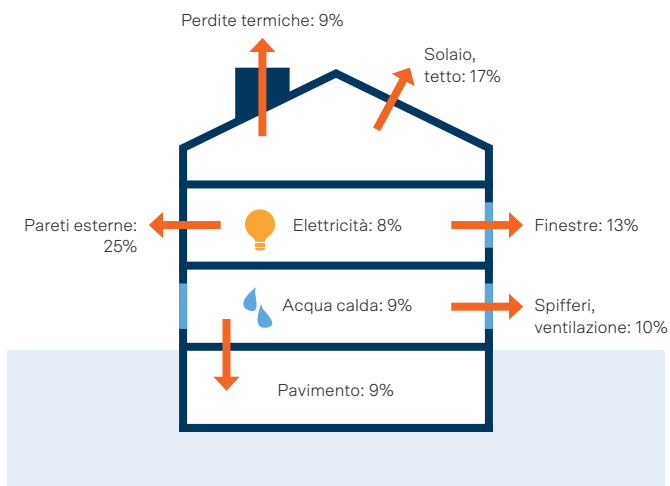 Perdite termiche: 9%
Solaio,
tetto: 17%
Pareti esterne:
25%
Elettricità: 8%
Finestre: 13%
Acqua calda: 9%
Spifferi,
ventilazione: 10%
Pavimento: 9%